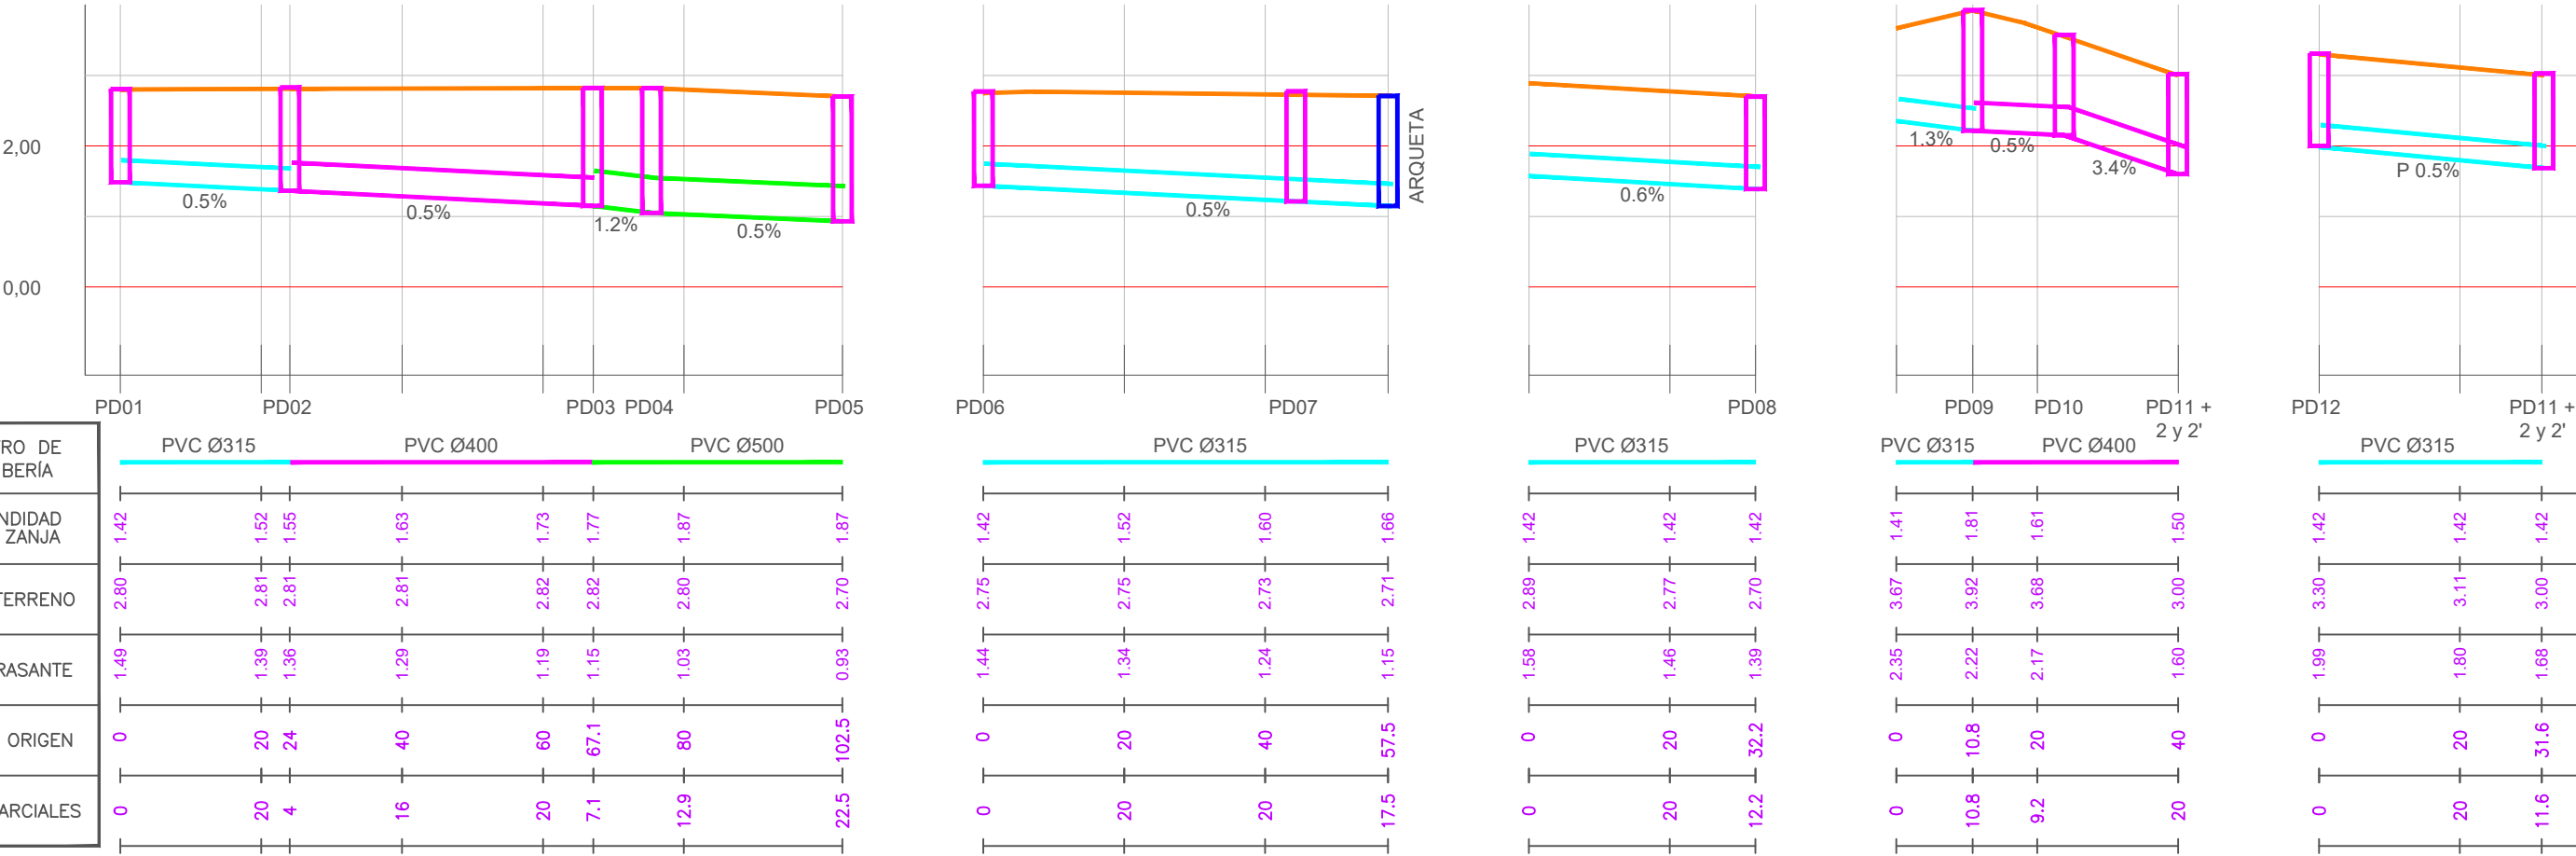 2,00
0,00
0.5%
0.5%
1.2%
0.5%
0.5%
ARQUETA
0.6%
1.3%
0.5%
3.4%
P 0.5%
PD01 PD02 PD03 PD04 PD05 PD06 PD07 PD08 PD09 PD10 PD11 + PD12 PD11 +
2 y 2' 2 y 2'
RO DE
BERÍA
PVC Ø315 PVC Ø400 PVC Ø500 PVC Ø315 PVC Ø315 PVC Ø315 PVC Ø400 PVC Ø315
NDIDAD
ZANJA
1.42 1.52 1.55 1.63 1.73 1.77 1.87 1.87 1.42 1.52 1.60 1.66 1.42 1.42 1.42 1.41 1.81 1.61 1.50 1.42 1.42 1.42
TERRENO 2.80 2.81 2.81 2.81 2.82 2.82 2.80 2.70 2.75 2.75 2.73 2.71 2.89 2.77 2.70 3.67 3.92 3.68 3.00 3.30 3.11 3.00
RASANTE 1.49 1.39 1.36 1.29 1.19 1.15 1.03 0.93 1.44 1.34 1.24 1.15 1.58 1.46 1.39 2.35 2.22 2.17 1.60 1.99 1.80 1.68
ORIGEN 0 20 24 40 60 67.1 80 102.5 0 20 40 57.5 0 20 32.2 0 10.8 20 40 0 20 31.6
ARCIALES 0 20 4 16 20 7.1 12.9 22.5 0 20 20 17.5 0 20 12.2 0 10.8 9.2 20 0 20 11.6